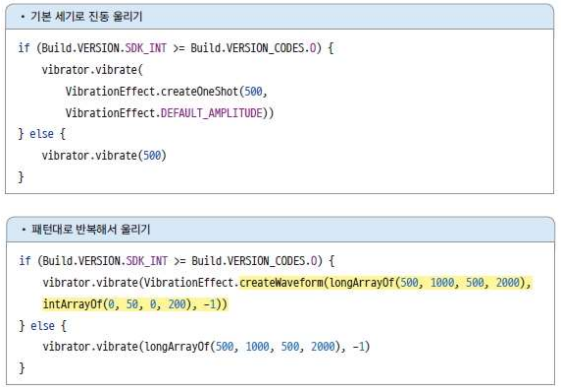 • 기본 세기로 진동 울리기
if (Build.VERSION.SDK_INT >= Build.VERSION_CODES.O) {
    vibrator.vibrate(
        VibrationEffect.createOneShot(500,
        VibrationEffect.DEFAULT_AMPLITUDE))
} else {
    vibrator.vibrate(500)
}
• 패턴대로 반복해서 울리기
if (Build.VERSION.SDK_INT >= Build.VERSION_CODES.O) {
    vibrator.vibrate(VibrationEffect.createWaveform(longArrayOf(500, 1000, 500, 2000),
    intArrayOf(0, 50, 0, 200), -1))
} else {
    vibrator.vibrate(longArrayOf(500, 1000, 500, 2000), -1)
}